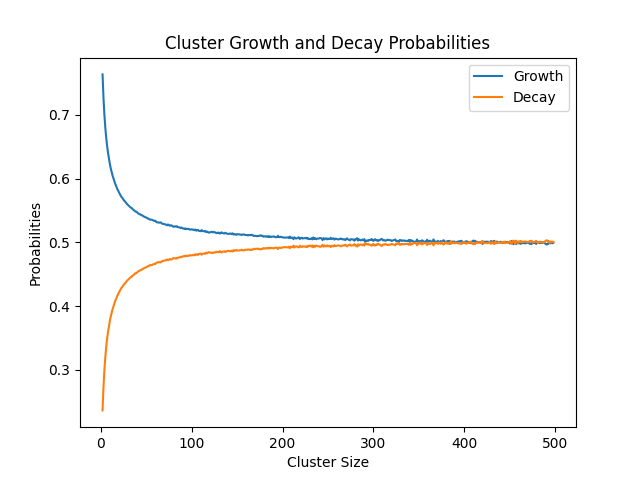 Cluster Growth and Decay Probabilities
Growth
Decay
Probabilities
0.7
0.6
0.5
0.4
0.3
0 100 200 300 400 500
Cluster Size